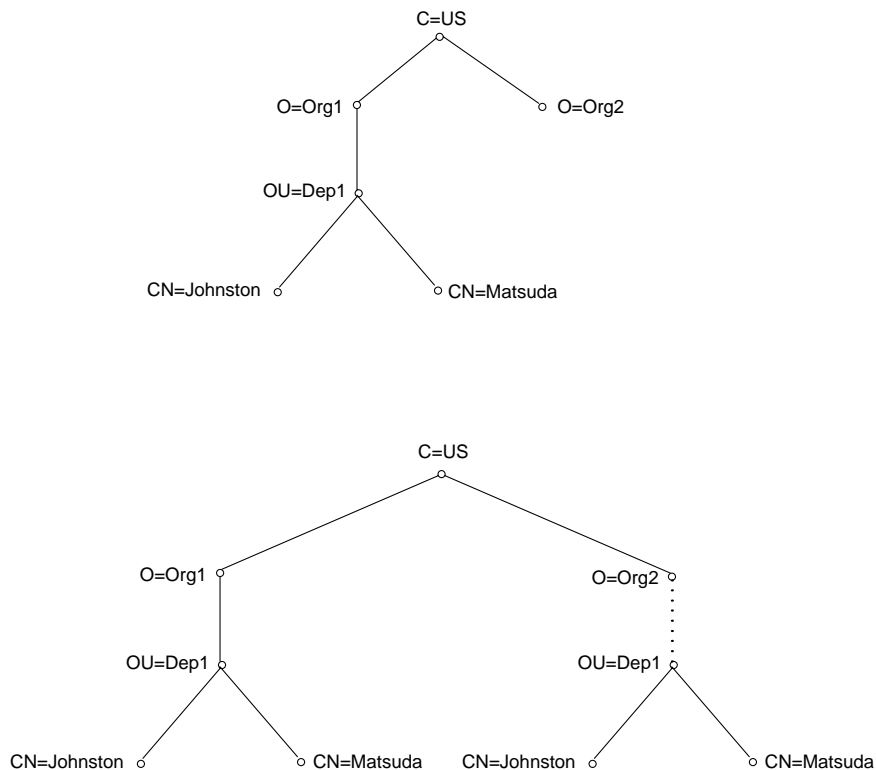 C=US
O=Org1
O=Org2
OU=Dep1
CN=Johnston
CN=Matsuda
C=US
O=Org1
O=Org2
OU=Dep1
OU=Dep1
CN=Johnston
CN=Matsuda
CN=Johnston
CN=Matsuda